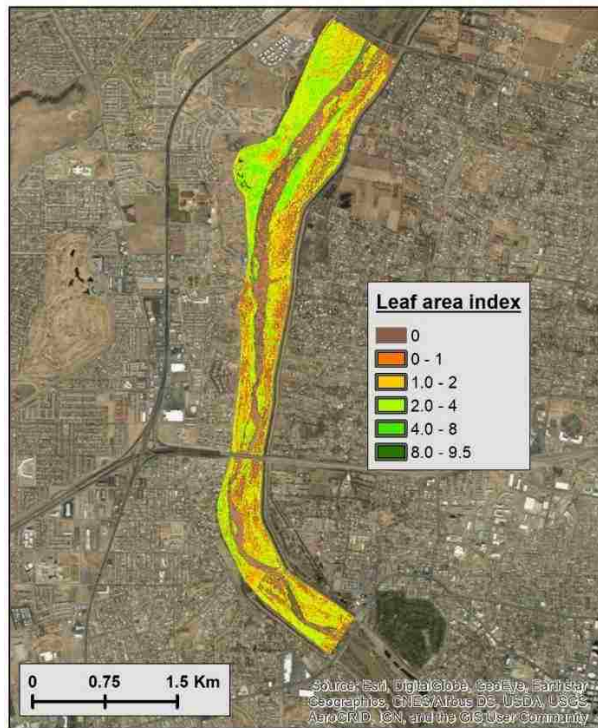 Leaf area index
0
0 - 1
1.0 - 2
2.0 - 4
4.0 - 8
8.0 - 9.5
0 0.75 1.5 Km
Source: Esri, DigitalGlobe, GeoEye, Earthstar
Geographics, CNES/Airbus DS, USDA, USGS
AeroGRID, IGN, and the GIS User Community